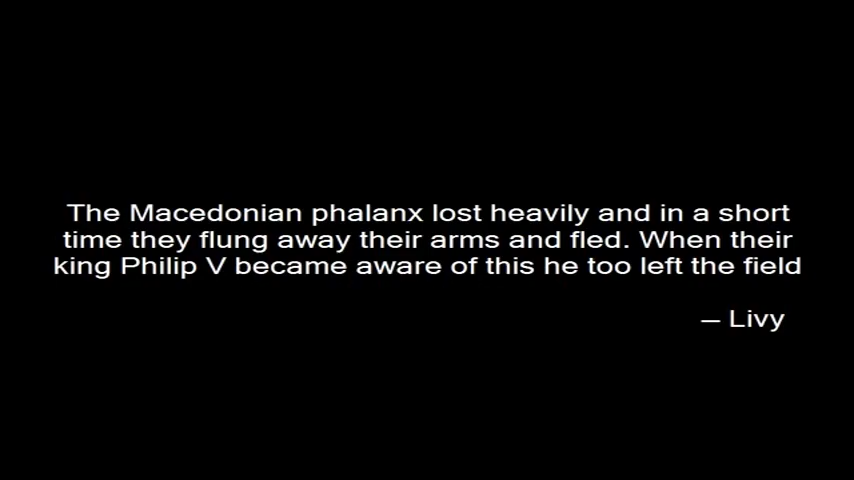 The Macedonian phalanx lost heavily and in a short
time they flung away their arms and fled. When their
king Philip V became aware of this he too left the field
– Livy